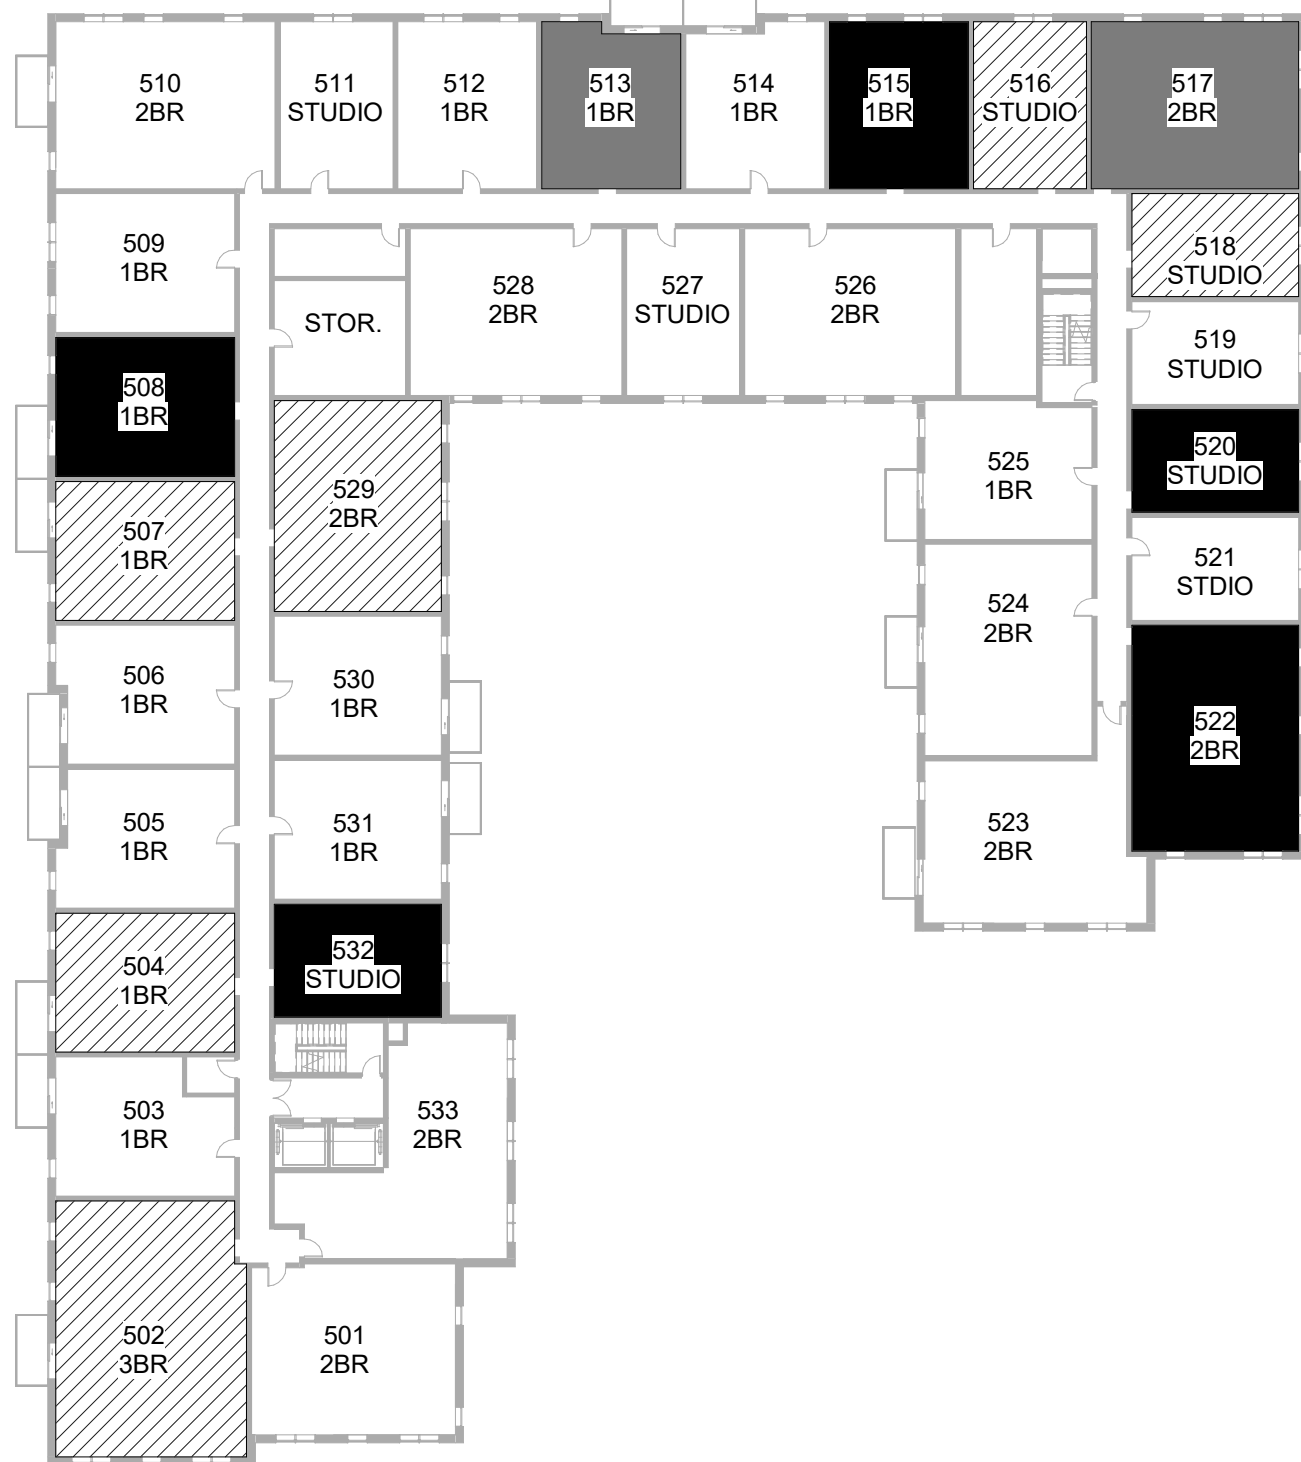 510
2BR
511
STUDIO
512
1BR
513
1BR
514
1BR
515
1BR
516
STUDIO
517
2BR
509
1BR
528
2BR
527
STUDIO
526
2BR
518
STUDIO
STOR.
519
STUDIO
508
1BR
529
2BR
525
1BR
520
STUDIO
507
1BR
524
2BR
521
STDIO
506
1BR
530
1BR
522
2BR
505
1BR
531
1BR
523
2BR
504
1BR
532
STUDIO
503
1BR
533
2BR
502
3BR
501
2BR